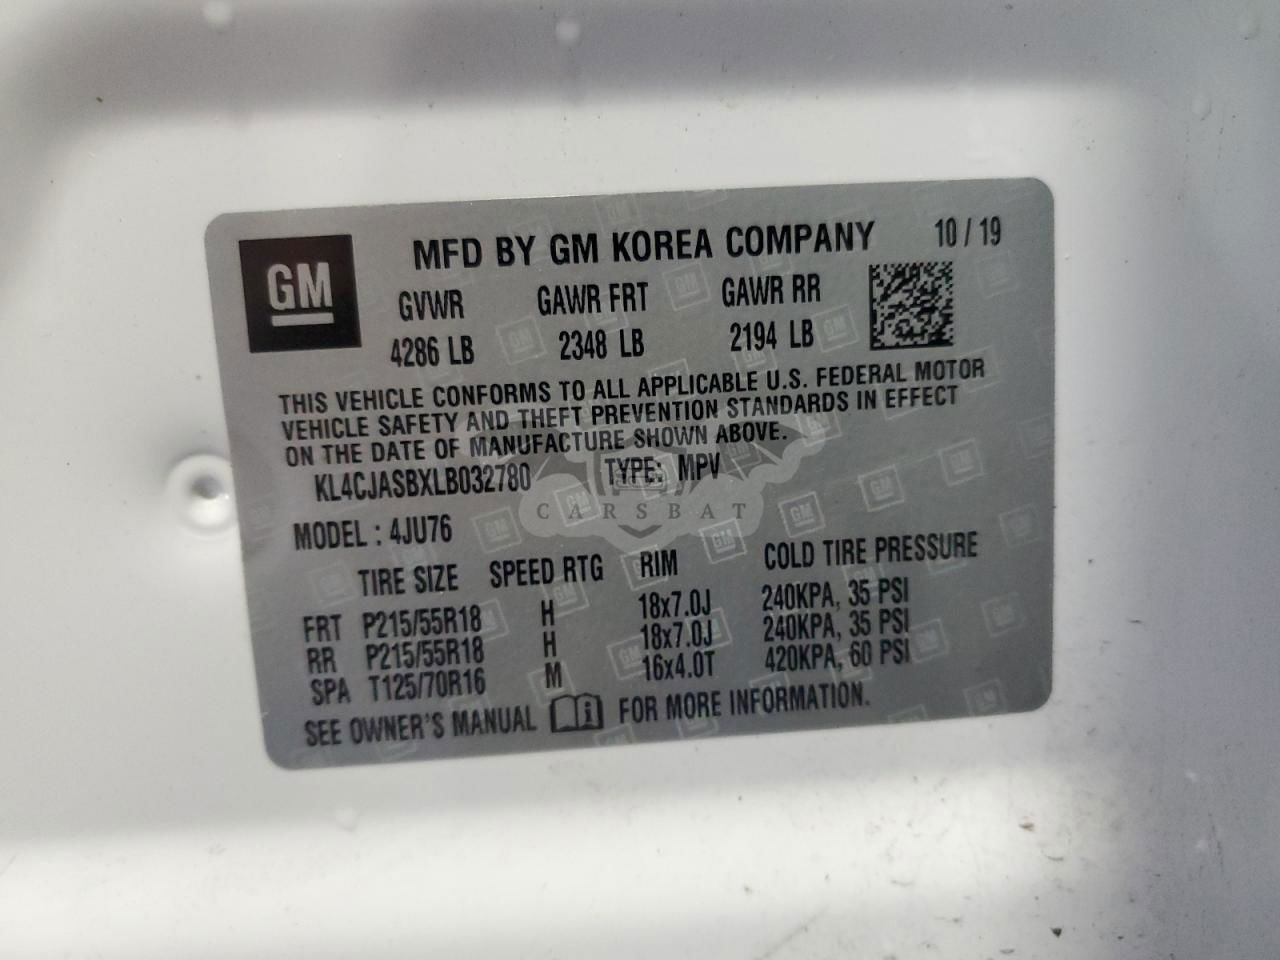 MFD BY GM KOREA COMPANY 10 / 19
GM
GVWR GAWR FRT GAWR RR
4286 LB 2348 LB 2194 LB
THIS VEHICLE CONFORMS TO ALL APPLICABLE U.S. FEDERAL MOTOR
VEHICLE SAFETY AND THEFT PREVENTION STANDARDS IN EFFECT
ON THE DATE OF MANUFACTURE SHOWN ABOVE.
KL4CJASBXLB032780 TYPE: MPV
CARSBAT
MODEL : 4JU76
TIRE SIZE SPEED RTG RIM COLD TIRE PRESSURE
FRT P215/55R18 H 18x7.0J 240KPA, 35 PSI
RR P215/55R18 H 18x7.0J 240KPA, 35 PSI
SPA T125/70R16 M 16x4.0T 420KPA, 60 PSI
SEE OWNER'S MANUAL i FOR MORE INFORMATION.